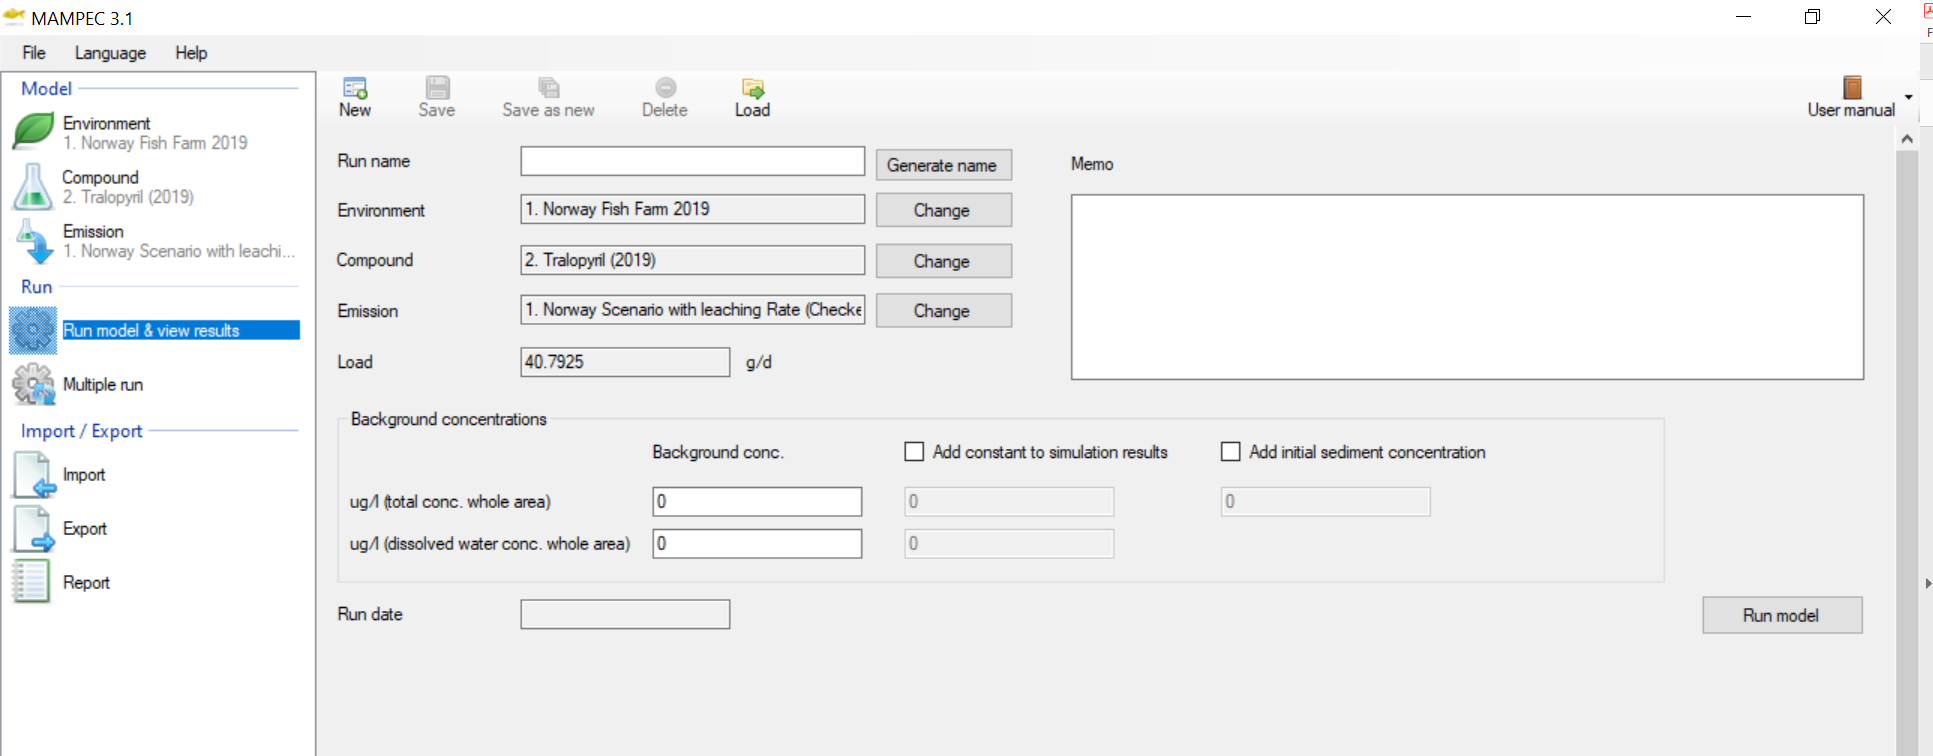 MAMPEC 3.1
File Language Help
Model
Environment
1. Norway Fish Farm 2019
Compound
2. Tralopyril (2019)
Emission
1. Norway Scenario with leachi...
Run
Run model & view results
Multiple run
Import / Export
Import
Export
Report
New Save Save as new Delete Load User manual
Run name Generate name Memo
Environment 1. Norway Fish Farm 2019 Change
Compound 2. Tralopyril (2019) Change
Emission 1. Norway Scenario with leaching Rate (Checke Change
Load 40.7925 g/d
Background concentrations
Background conc. Add constant to simulation results Add initial sediment concentration
ug/l (total conc. whole area) 0 0 0
ug/l (dissolved water conc. whole area) 0 0
Run date Run model